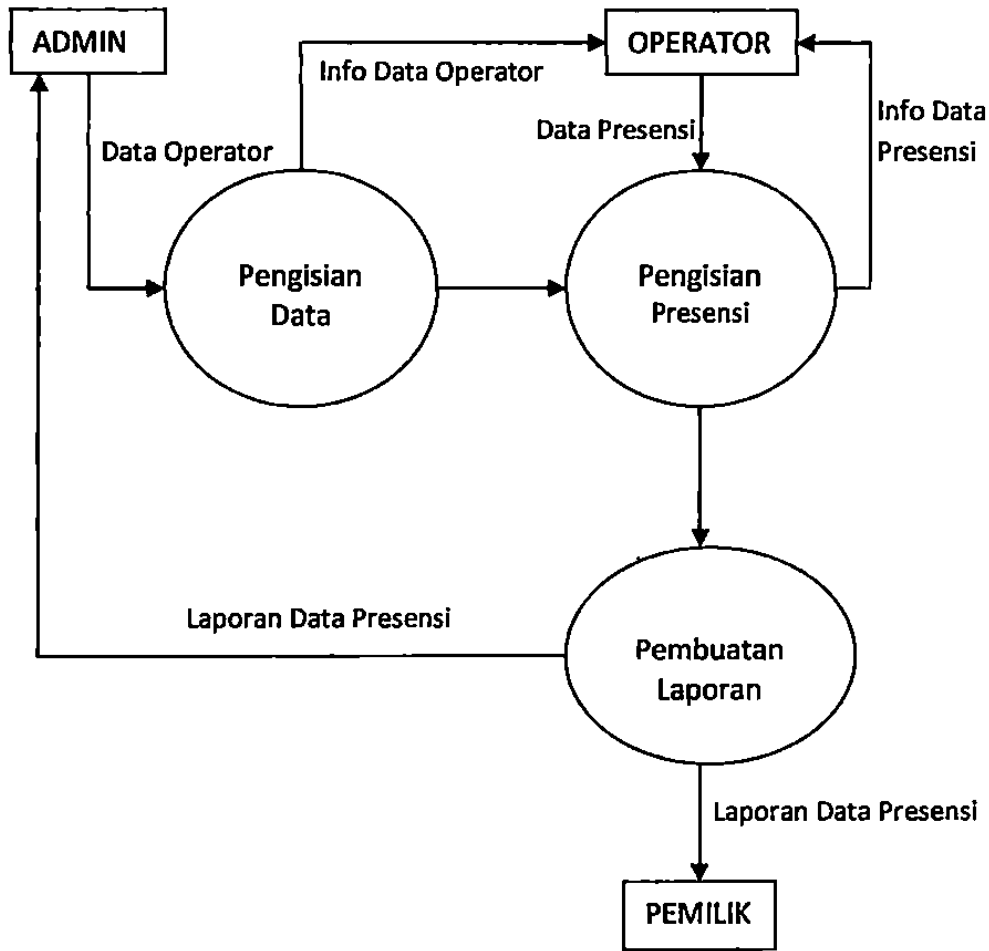 ADMIN
OPERATOR
Info Data Operator
Info Data
Presensi
Data Presensi
Data Operator
Pengisian
Data
Pengisian
Presensi
Laporan Data Presensi
Pembuatan
Laporan
Laporan Data Presensi
PEMILIK